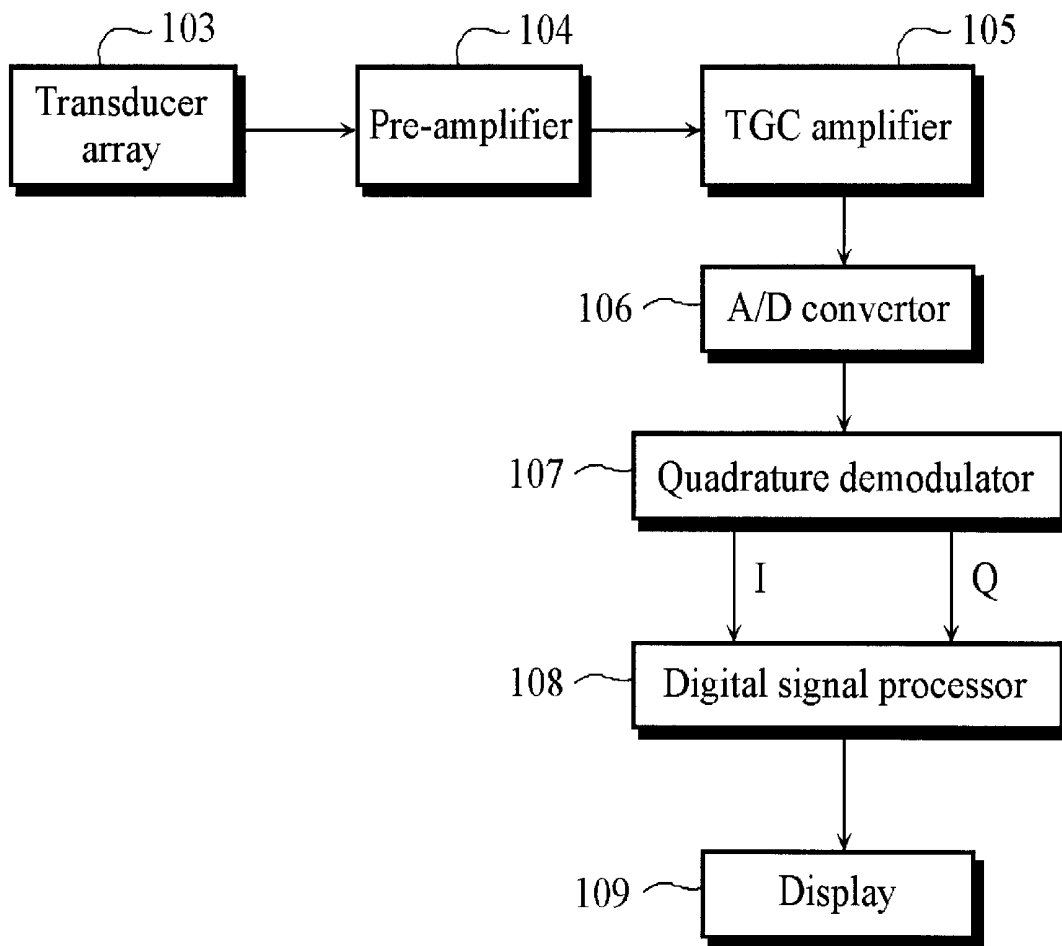 103
104
105
Transducer
array
Pre-amplifier
TGC amplifier
106
A/D convertor
107
Quadrature demodulator
I
Q
108
Digital signal processor
109
Display